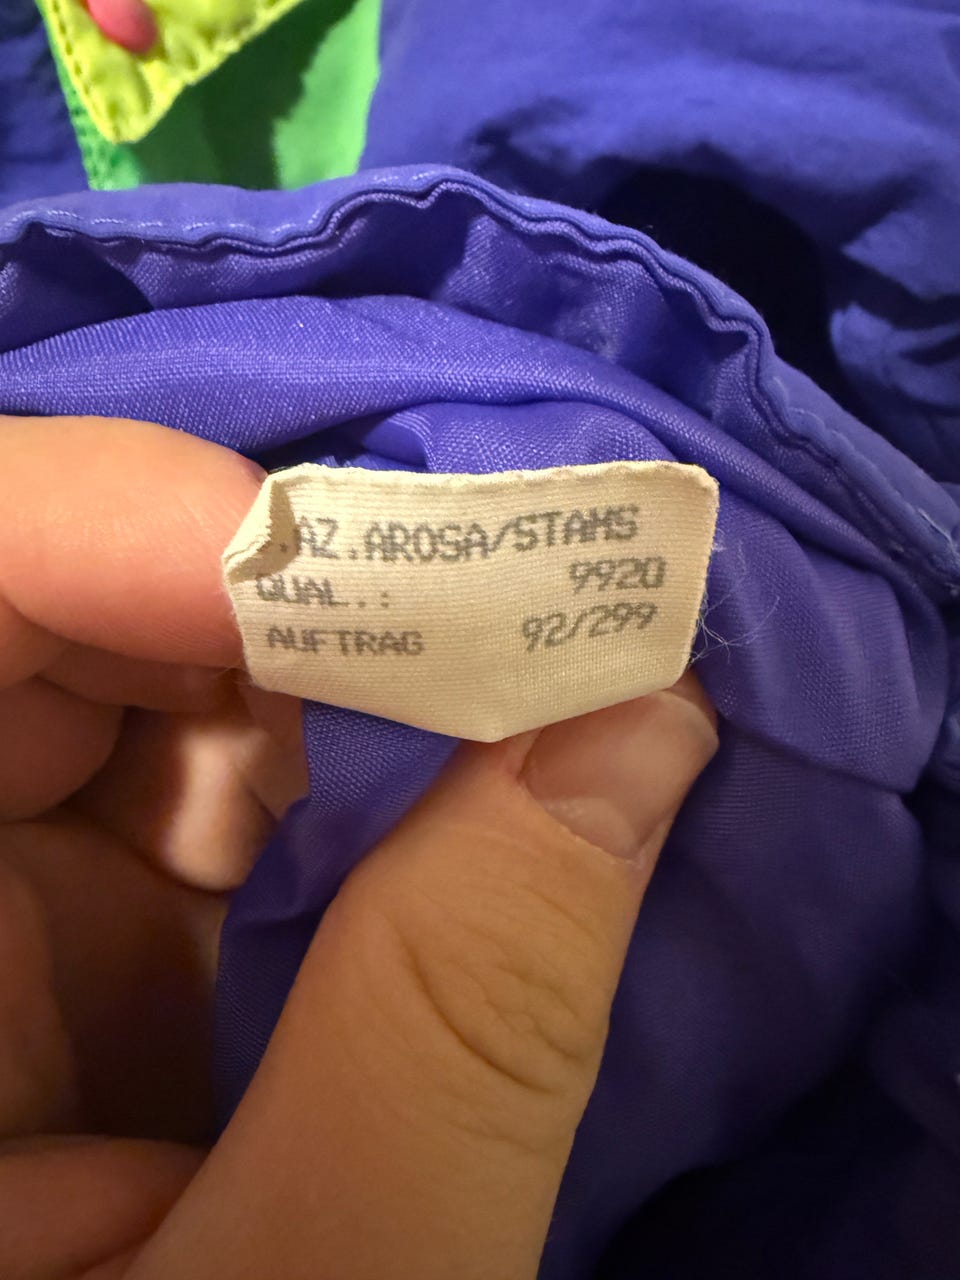 .AZ.AROSA/STAMS
QUAL.: 9920
AUFTRAG 92/299